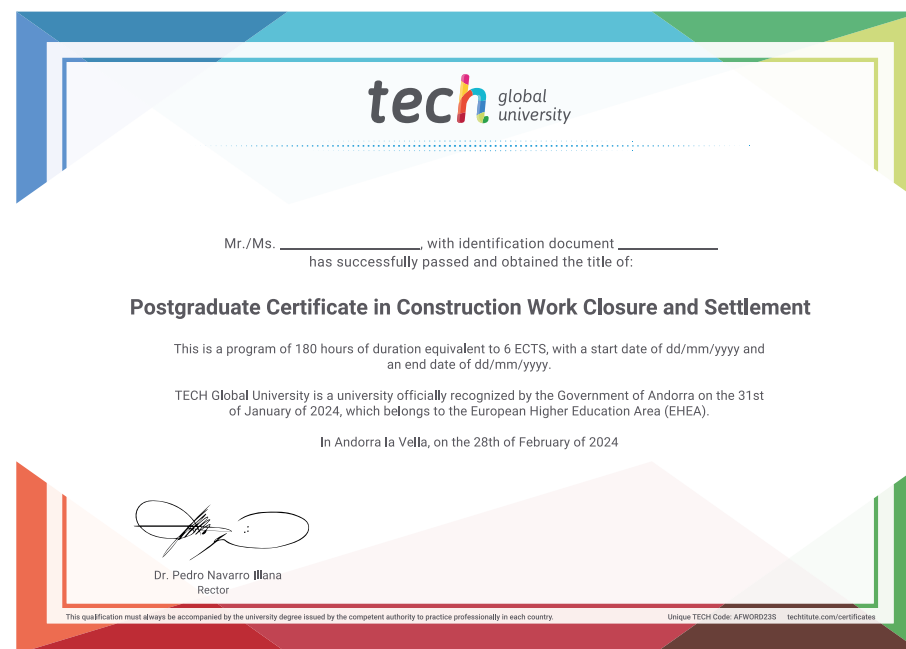 tech global university
Mr./Ms. ____________________, with identification document ______________
has successfully passed and obtained the title of:
Postgraduate Certificate in Construction Work Closure and Settlement
This is a program of 180 hours of duration equivalent to 6 ECTS, with a start date of dd/mm/yyyy and
an end date of dd/mm/yyyy.
TECH Global University is a university officially recognized by the Government of Andorra on the 31st
of January of 2024, which belongs to the European Higher Education Area (EHEA).
In Andorra la Vella, on the 28th of February of 2024
Dr. Pedro Navarro Illana
Rector
This qualification must always be accompanied by the university degree issued by the competent authority to practice professionally in each country. Unique TECH Code: AFWORD23S techtitute.com/certificates